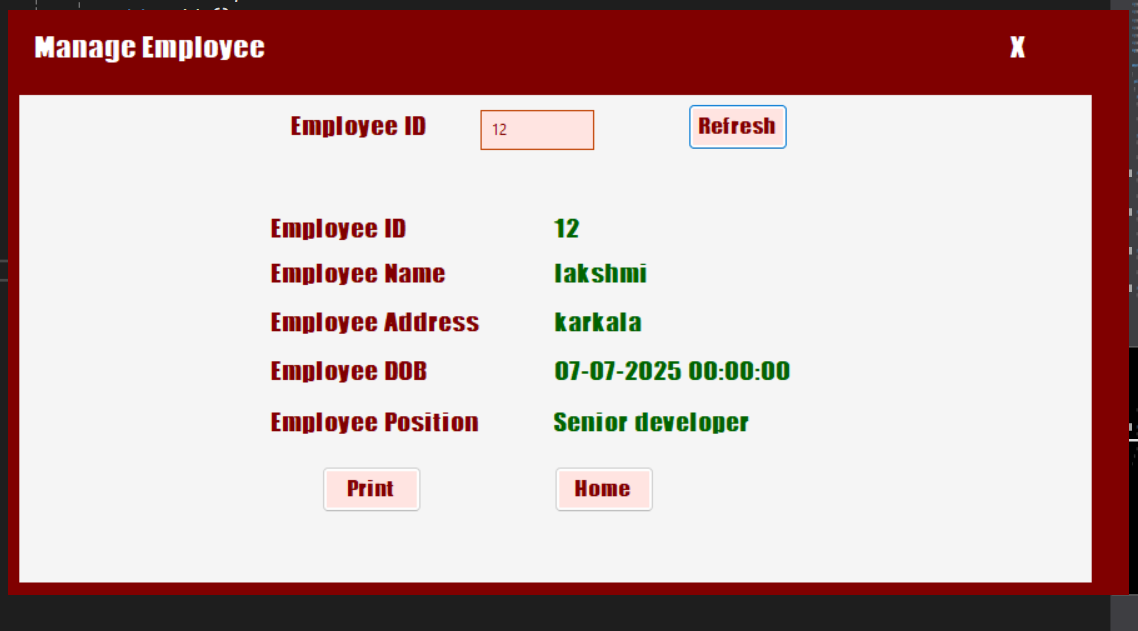 Manage Employee X
Employee ID 12 Refresh
Employee ID 12
Employee Name lakshmi
Employee Address karkala
Employee DOB 07-07-2025 00:00:00
Employee Position Senior developer
Print Home